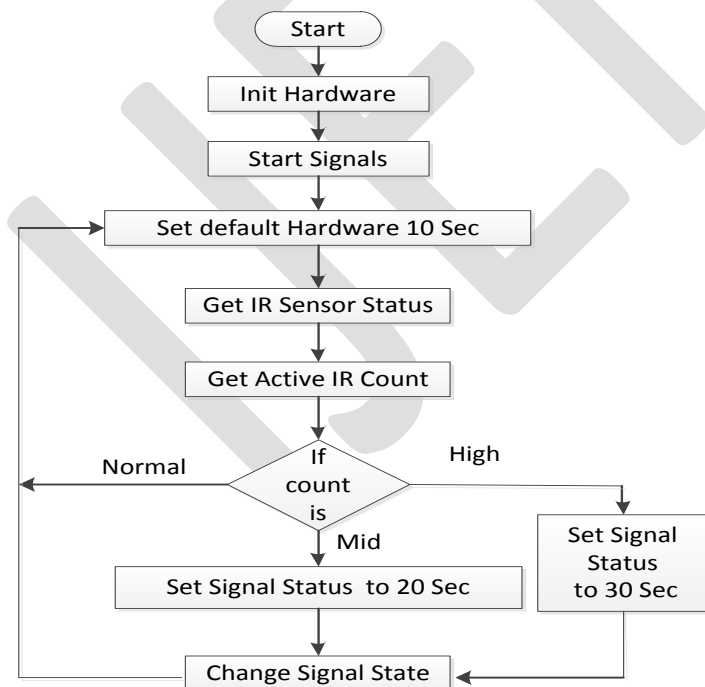 Start
Init Hardware
Start Signals
Set default Hardware 10 Sec
Get IR Sensor Status
Get Active IR Count
If
count
is
Normal
High
Mid
Set Signal
Status
to 30 Sec
Set Signal Status to 20 Sec
Change Signal State